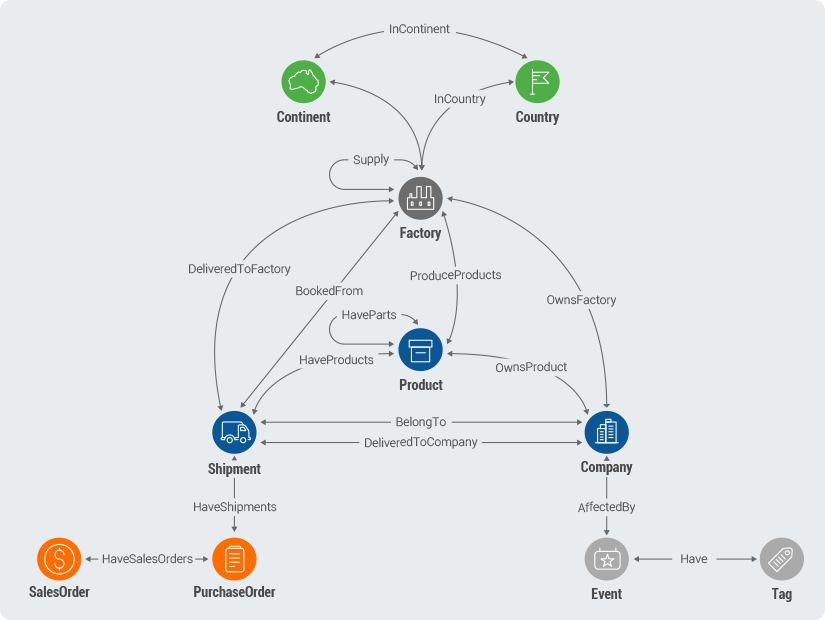 InContinent
Continent
InCountry
Country
Supply
Factory
DeliveredToFactory
ProduceProducts
BookedFrom
OwnsFactory
HaveParts
HaveProducts
OwnsProduct
Product
BelongTo
DeliveredToCompany
Shipment
Company
HaveShipments
AffectedBy
HaveSalesOrders
Have
SalesOrder
PurchaseOrder
Event
Tag